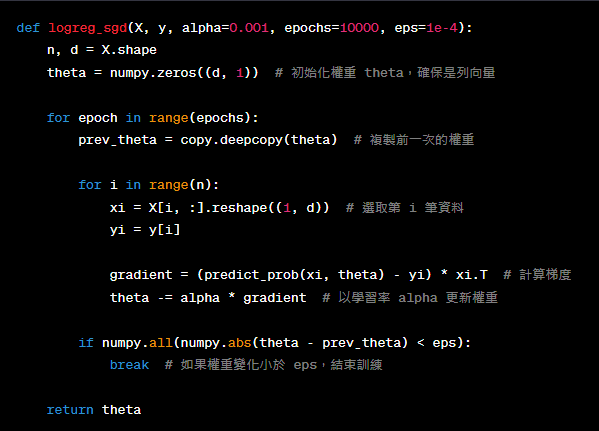 def logreg_sgd(X, y, alpha=0.001, epochs=10000, eps=1e-4):
    n, d = X.shape
    theta = numpy.zeros((d, 1))  # 初始化權重 theta，確保是列向量

    for epoch in range(epochs):
        prev_theta = copy.deepcopy(theta)  # 複製前一次的權重

        for i in range(n):
            xi = X[i, :].reshape((1, d))  # 選取第 i 筆資料
            yi = y[i]

            gradient = (predict_prob(xi, theta) - yi) * xi.T  # 計算梯度
            theta -= alpha * gradient  # 以學習率 alpha 更新權重

        if numpy.all(numpy.abs(theta - prev_theta) < eps):
            break  # 如果權重變化小於 eps，結束訓練

    return theta